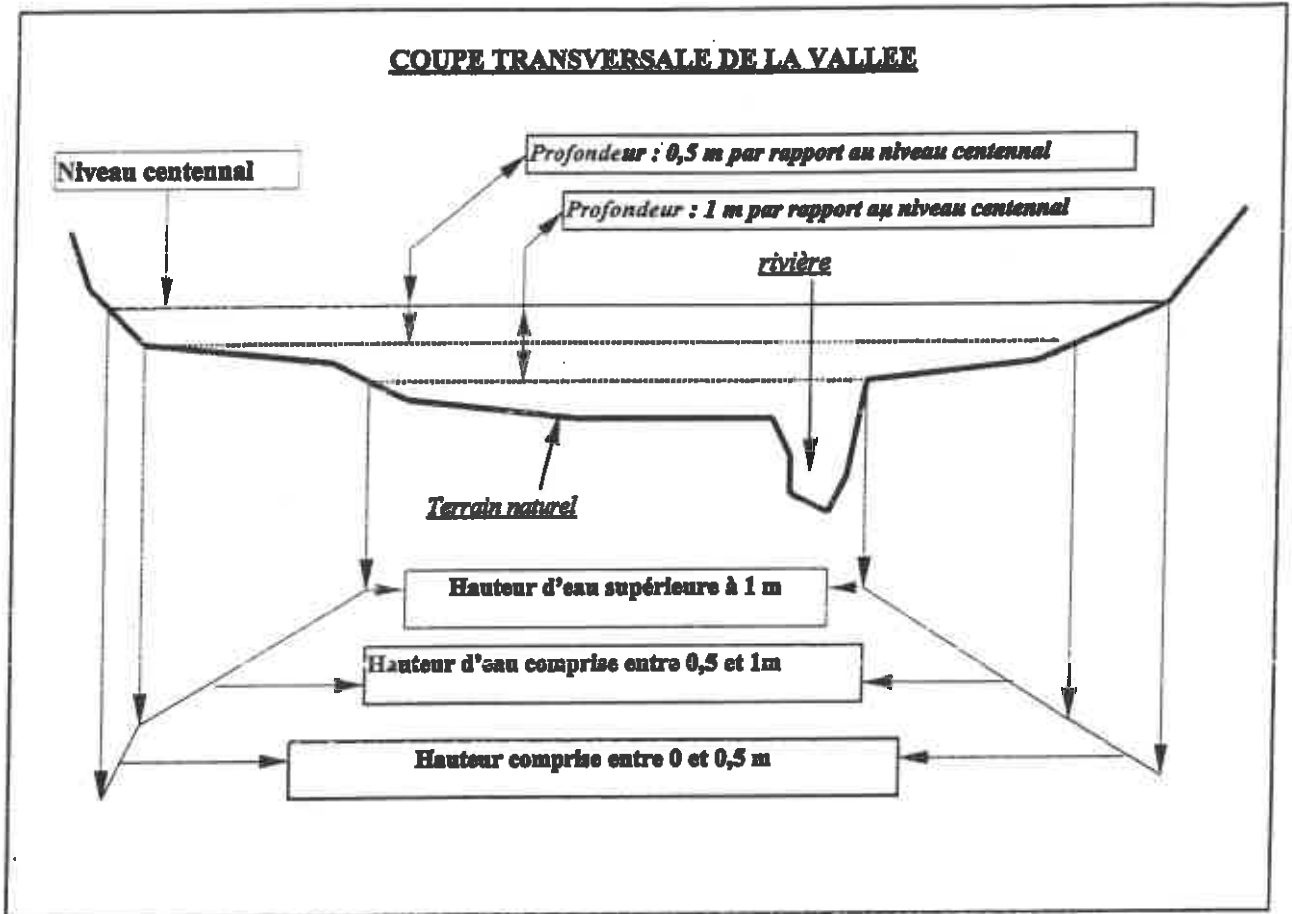 COUPE TRANSVERSALE DE LA VALLEE
Profondeur : 0,5 m par rapport au niveau centennal
Niveau centennal
Profondeur : 1 m par rapport au niveau centennal
rivière
Terrain naturel
Hauteur d'eau supérieure à 1 m
Hauteur d'eau comprise entre 0,5 et 1m
Hauteur comprise entre 0 et 0,5 m